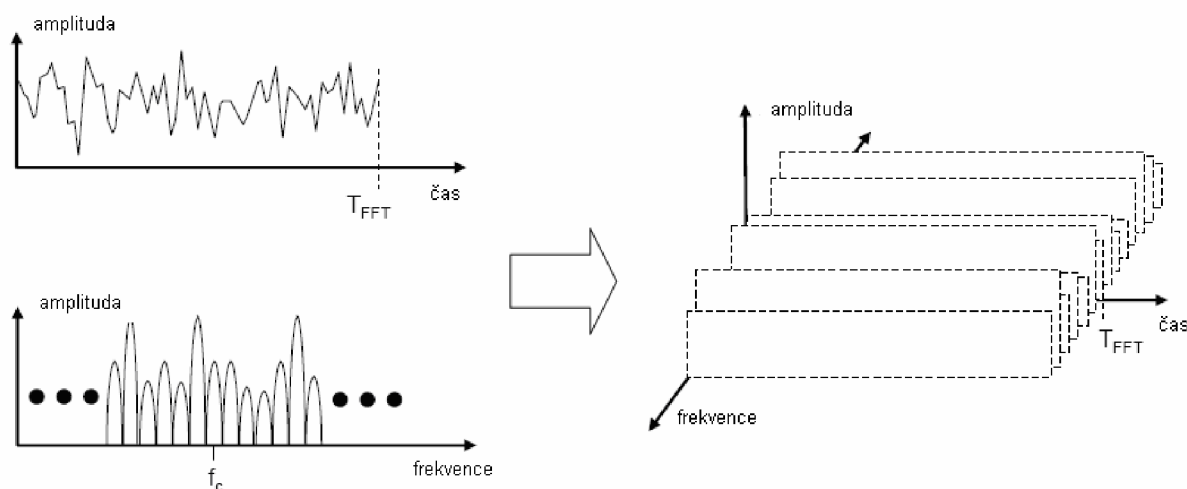 amplituda
čas
T_FFT
amplituda
frekvence
f_c
amplituda
čas
T_FFT
frekvence